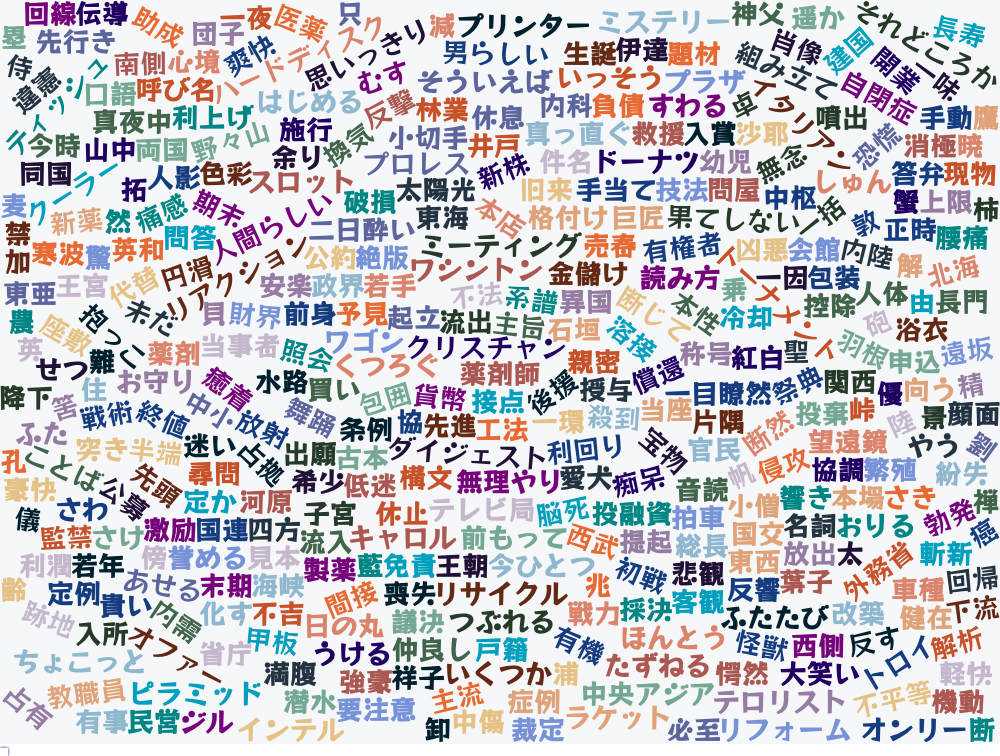 回線 伝導 助成 団子 一夜 医薬 只 減 プリンター ミステリー 神父 遥か それどころか 長寿
塁 先行き 爽快 ハードディスク 思いっきり 男らしい 生誕 伊達 題材 組み立て 肖像 建国 開業 一味
侍 違憲 ティッシュ 南側 心境 口語 呼び名 はじめる むす そういえば いっそう プラザ 自閉症
真夜中 利上げ 反撃 林業 休息 内科 負債 すわる 卓 イタリアン 噴出 手動 鷹
今時 山中 両国 野々山 施行 換気 小切手 井戸 真っ直ぐ 救援 入賞 沙耶 恐慌 消極 暁
同国 クーラー 拓 人影 色彩 余り スロット プロレス 新株 件名 ドーナツ 幼児 無念 しゅん 答弁 現物
麦 新薬 然 痛感 期末 人間らしい 破損 太陽光 旧来 手当て 技法 問屋 中枢 一括 蟹 上限 柿
禁 問答 二日酔い 東海 本店 格付け 巨匠 果てしない 敦 正時 腰痛
加 寒波 驚 英和 円滑 リアクション 公約 絶版 ミーティング 売春 有権者 凶悪 会館 内陸 解 北海
東亜 王宮 代替 安楽 政界 若手 ワシントン 金儲け 読み方 イメージ 一因 包装 人体
農 抱っこ 未だ 貝 財界 前身 予見 起立 不法 系譜 異国 断じて 本性 乗 冷却 控除 由 長門
座敷 流出 主旨 石垣 溶接 ナイン 砲 浴衣
英 せつ 難 薬剤 当事者 照会 ワゴン クリスチャン 親密 称号 紅白 聖 羽根 申込 遠坂
住 お守り 癒着 水路 買い くつろぐ 薬剤師 後援 授与 償還 一目瞭然 祭典 関西 優 向う 精
降下 筈 戦術 終値 中小 放射 舞踊 包囲 貨幣 接点 一環 殺到 当座 片隅 投棄 峠 陸 景 顔面
ふた 突き半端 迷い 占拠 出願 古本 条例 協 先進 工法 利回り 宝物 官民 断然 望遠鏡 やう 劉
孔 ことば 公募 先頭 尋問 希少 低迷 ダイジェスト 構文 無理やり 愛犬 痴呆 音読 帆 侵攻 協調 繁殖 紛失
豪快 さわ 定か 河原 子宮 休止 テレビ局 脳死 投融資 拍車 小僧 響き 本場 さき 勃発 禅
儀 監禁 さけ 激励 国連 四方 流入 キャロル 前もって 西武 提起 総長 国交 名詞 おりる 癌
利潤 若年 傍 誉める 見本 製薬 藍 免責 王朝 今ひとつ 初戦 悲観 東西 放出 太 外務省 斬新
齢 定例 貴い あせる 末期 海峡 間接 喪失 リサイクル 兆 採決 客観 反響 葉子 車種 回帰
跡地 入所 内需 化す 不吉 日の丸 議決 つぶれる 戦力 ふたたび 改築 健在 下流
オファー 甲板 うける 仲良し 戸籍 有機 ほんとう 怪獣 西側 反す トロイ 解析
ちょこっと 省庁 満腹 強豪 祥子 いくつか 浦 たずねる 愕然 大笑い 軽快
占有 教職員 ピラミッド 潜水 要注意 主流 症例 中央アジア テロリスト 不平等 機動
有事 民営 ジル インテル 卸 中傷 裁定 ラケット 必至 リフォーム オンリー 断